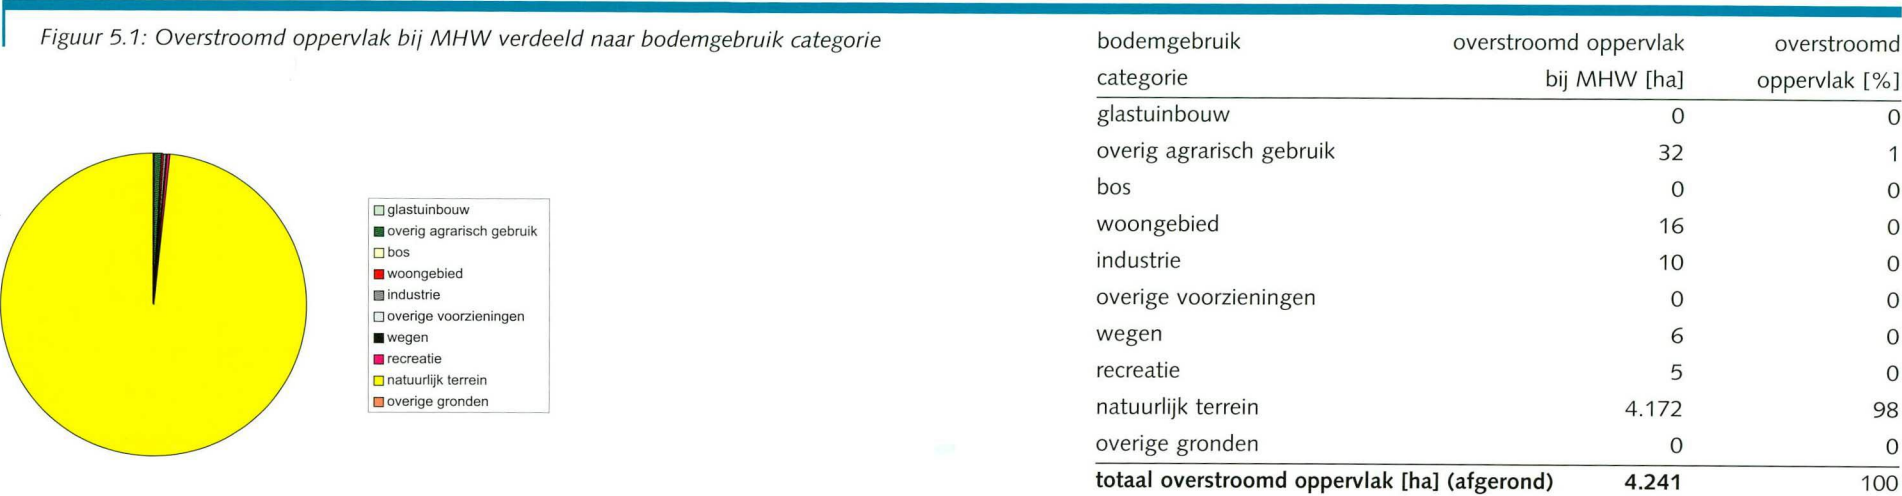 Figuur 5.1: Overstroomd oppervlak bij MHW verdeeld naar bodemgebruik categorie
glastuinbouw
overig agrarisch gebruik
bos
woongebied
industrie
overige voorzieningen
wegen
recreatie
natuurlijk terrein
overige gronden
bodemgebruik overstroomd oppervlak overstroomd
categorie bij MHW [ha] oppervlak [%]
glastuinbouw 0 0
overig agrarisch gebruik 32 1
bos 0 0
woongebied 16 0
industrie 10 0
overige voorzieningen 0 0
wegen 6 0
recreatie 5 0
natuurlijk terrein 4.172 98
overige gronden 0 0
totaal overstroomd oppervlak [ha] (afgerond) 4.241 100